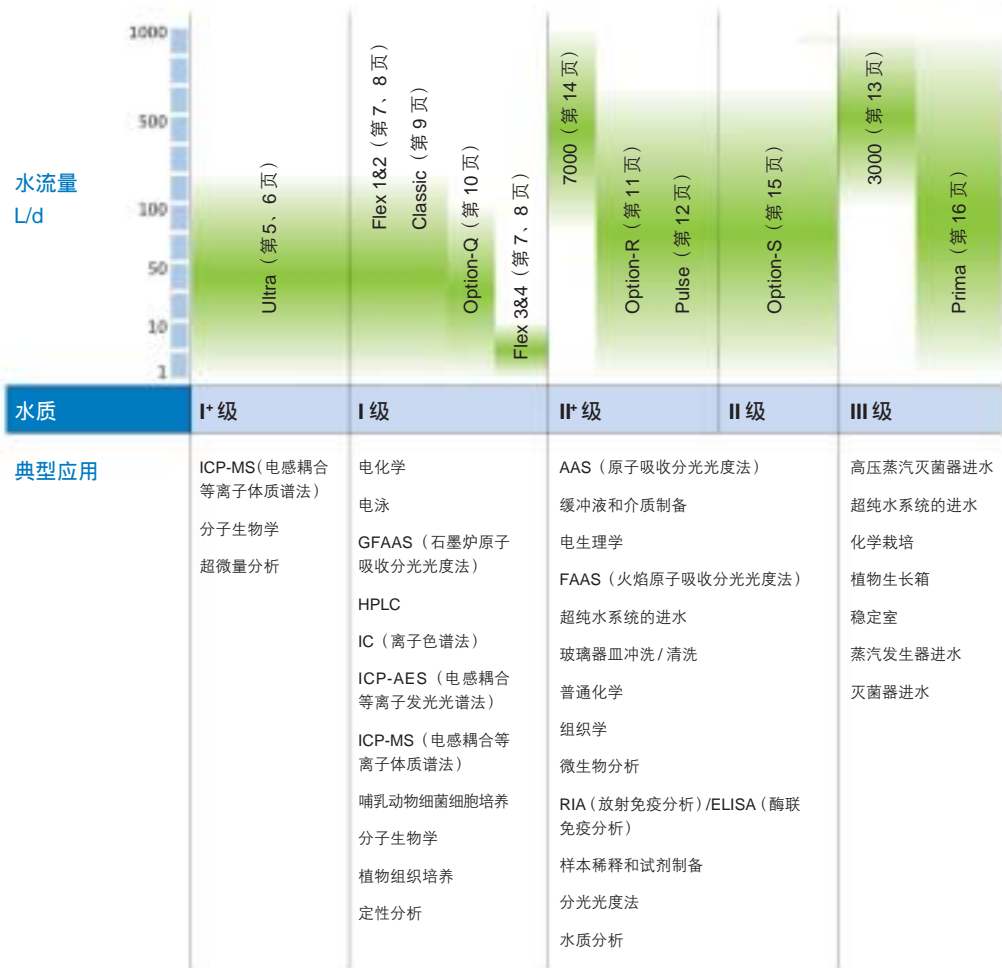 1000
500
100
50
10
1
水流量
L/d
Ultra（第 5、6 页）
Flex 1&2（第 7、8 页）
Classic（第 9 页）
Option-Q（第 10 页）
Flex 3&4（第 7、8 页）
7000（第 14 页）
Option-R（第 11 页）
Pulse（第 12 页）
Option-S（第 15 页）
3000（第 13 页）
Prima（第 16 页）
水质
I⁺ 级
I 级
II⁺ 级
II 级
III 级
典型应用
ICP-MS（电感耦合
等离子体质谱法）
分子生物学
超微量分析
电化学
电泳
GFAAS（石墨炉原子
吸收分光光度法）
HPLC
IC（离子色谱法）
ICP-AES（电感耦合
等离子发光光谱法）
ICP-MS（电感耦合等
离子体质谱法）
哺乳动物细菌细胞培养
分子生物学
植物组织培养
定性分析
AAS（原子吸收分光光度法）
缓冲液和介质制备
电生理学
FAAS（火焰原子吸收分光光度法）
超纯水系统的进水
玻璃器皿冲洗/清洗
普通化学
组织学
微生物分析
RIA（放射免疫分析）/ELISA（酶联
免疫分析）
样本稀释和试剂制备
分光光度法
水质分析
高压蒸汽灭菌器进水
超纯水系统的进水
化学栽培
植物生长箱
稳定室
蒸汽发生器进水
灭菌器进水